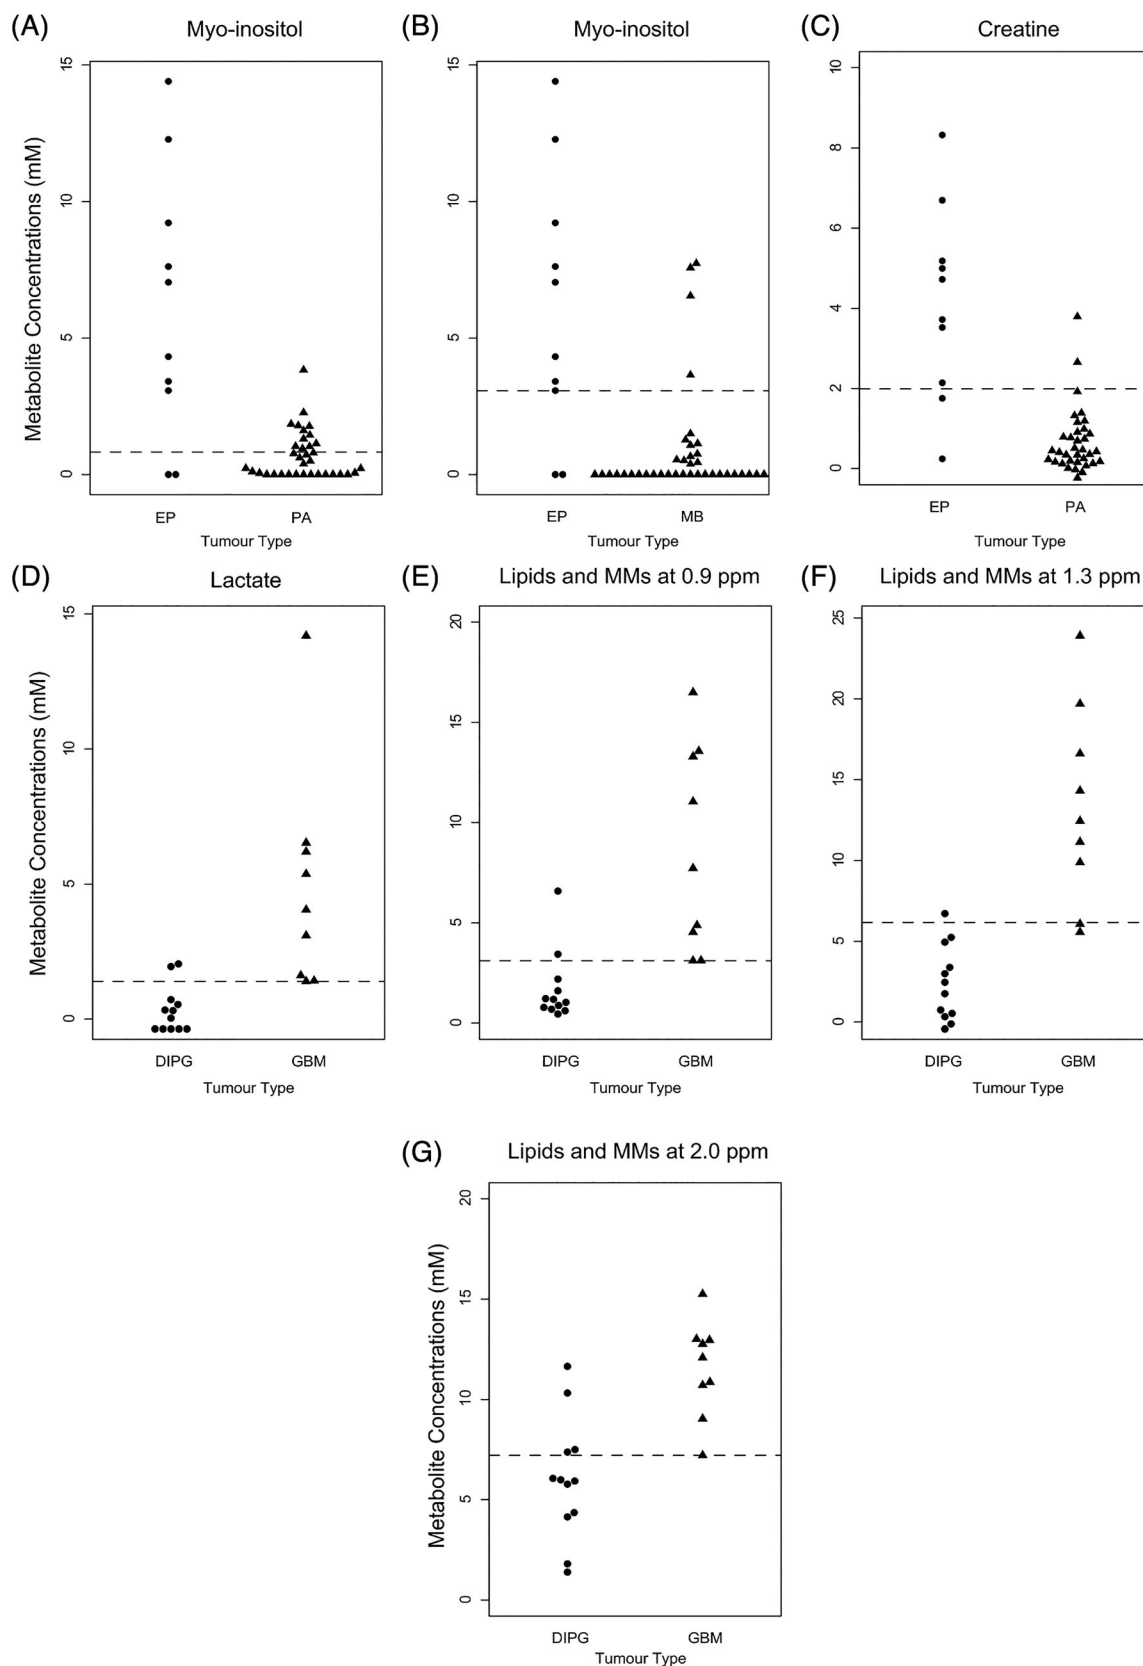 (A) Myo-inositol
Metabolite Concentrations (mM)
15
10
5
0
EP PA
Tumour Type
(B) Myo-inositol
15
10
5
0
EP MB
Tumour Type
(C) Creatine
10
8
6
4
2
0
EP PA
Tumour Type
(D) Lactate
Metabolite Concentrations (mM)
15
10
5
0
DIPG GBM
Tumour Type
(E) Lipids and MMs at 0.9 ppm
20
15
10
5
0
DIPG GBM
Tumour Type
(F) Lipids and MMs at 1.3 ppm
25
20
15
10
5
0
DIPG GBM
Tumour Type
(G) Lipids and MMs at 2.0 ppm
Metabolite Concentrations (mM)
20
15
10
5
0
DIPG GBM
Tumour Type